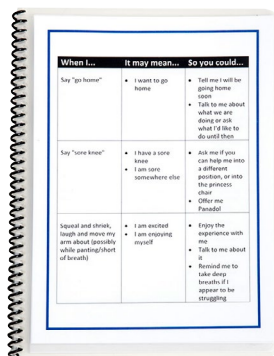 When I...
It may mean...
So you could...
Say "go home"
• I want to go
home
• Tell me I will be
going home
soon
• Talk to me about
what we are
doing or ask
what I'd like to
do until then
Say "sore knee"
• I have a sore
knee
• I am sore
somewhere else
• Ask me if you
can help me into
a different
position, or into
the princess
chair
• Offer me
Panadol
Squeal and shriek,
laugh and move my
arm about (possibly
while panting/short
of breath)
• I am excited
• I am enjoying
myself
• Enjoy the
experience with
me
• Talk to me about
it
• Remind me to
take deep
breaths if I
appear to be
struggling